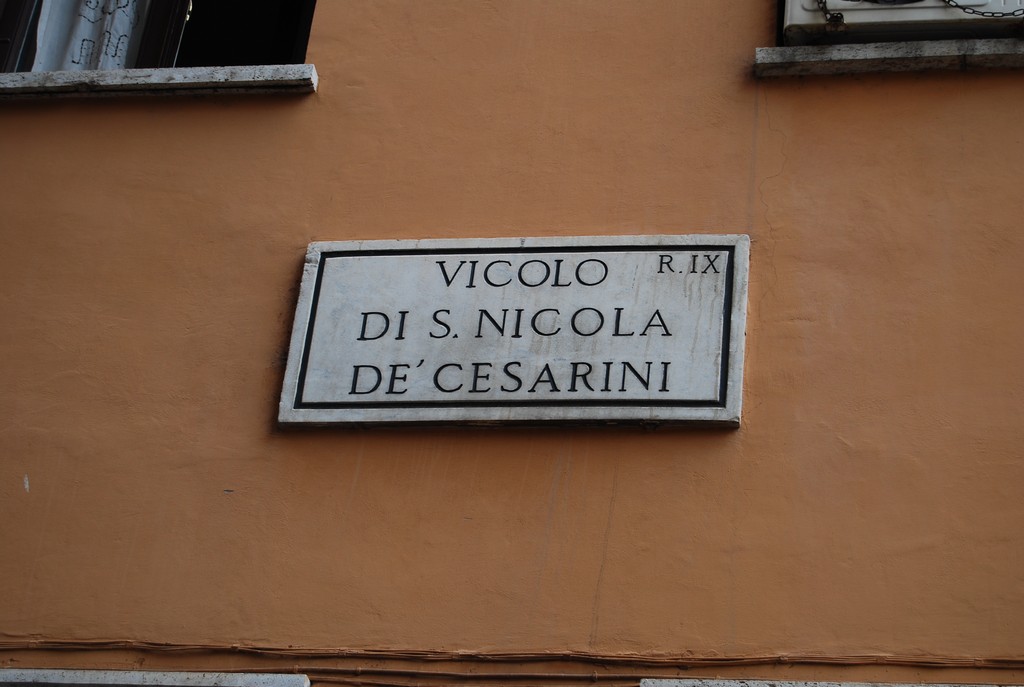 VICOLO R.IX
DI S. NICOLA
DE' CESARINI